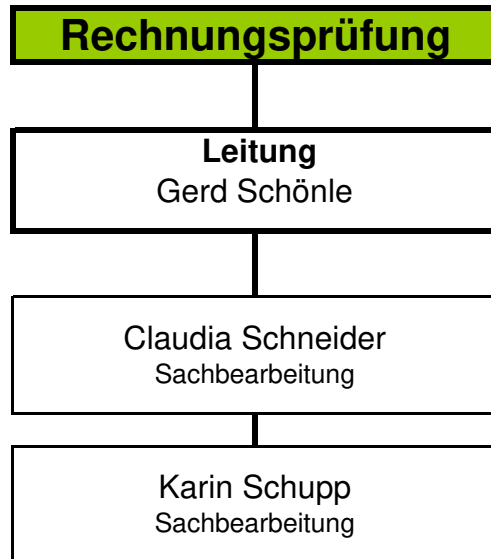 Rechnungsprüfung
Leitung
Gerd Schönle
Claudia Schneider
Sachbearbeitung
Karin Schupp
Sachbearbeitung